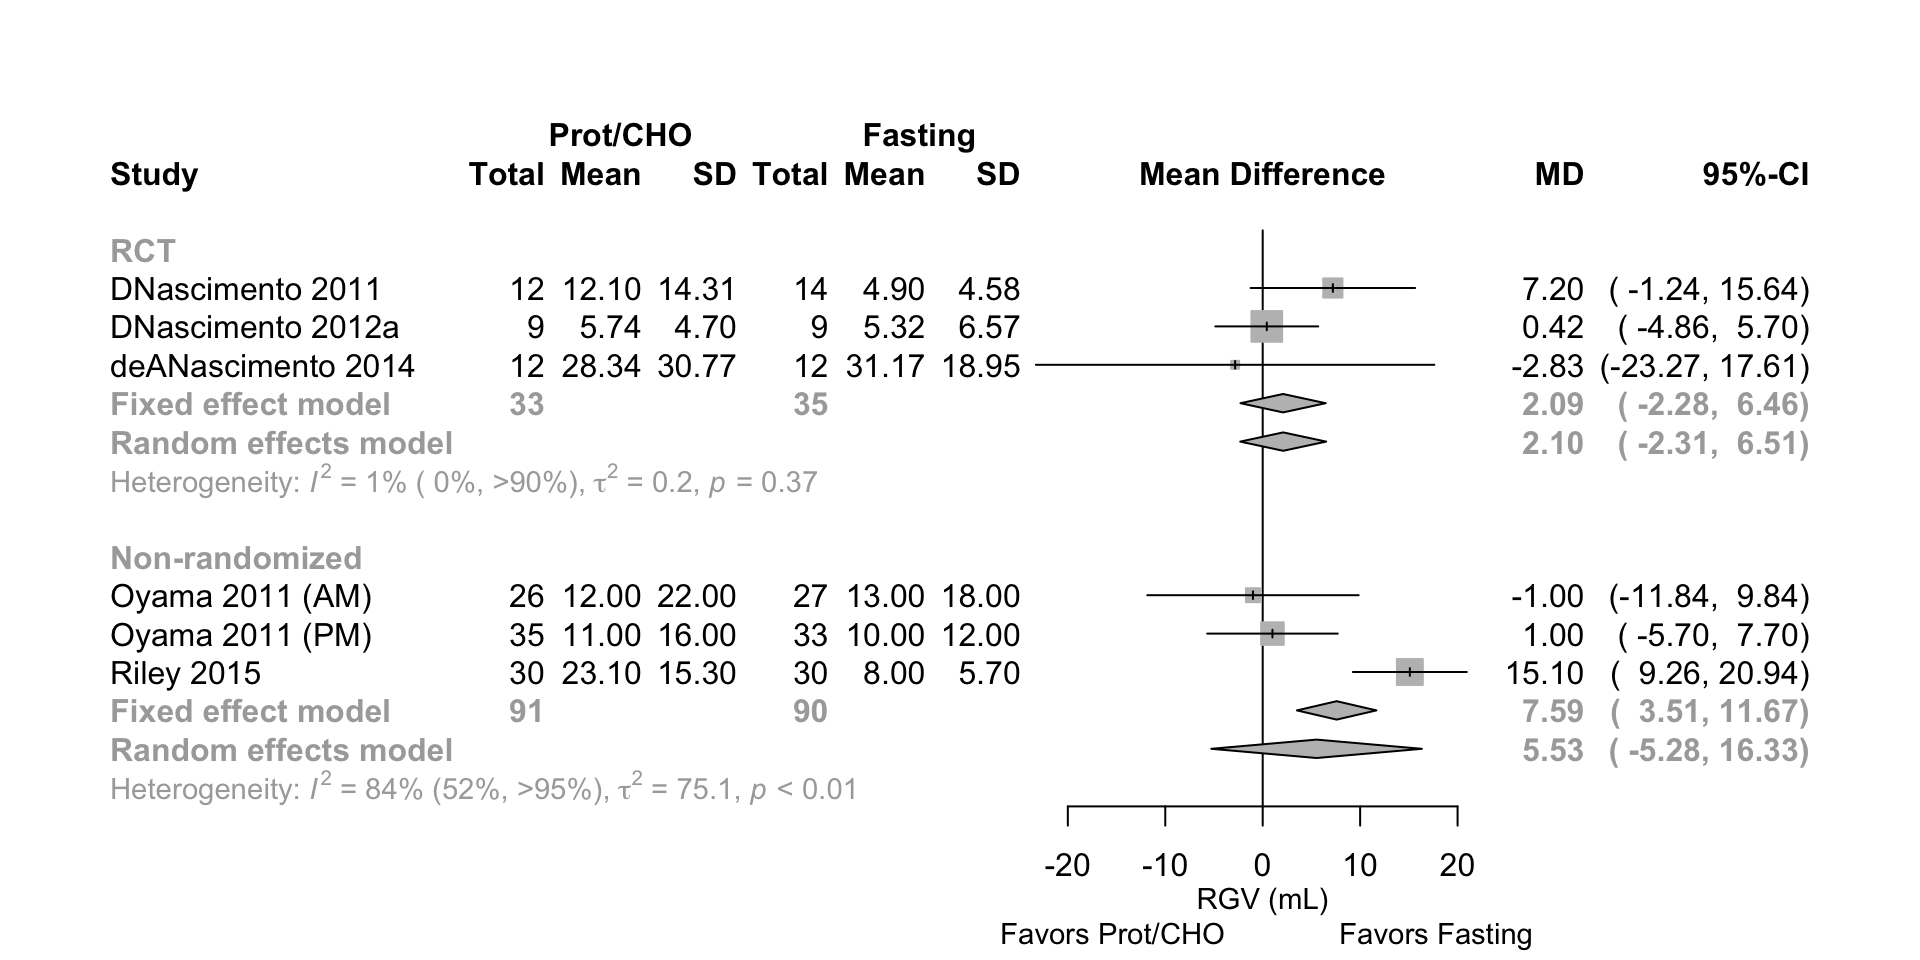 Prot/CHO Fasting
Study Total Mean SD Total Mean SD Mean Difference MD 95%-CI
RCT
DNascimento 2011 12 12.10 14.31 14 4.90 4.58 7.20 ( -1.24, 15.64)
DNascimento 2012a 9 5.74 4.70 9 5.32 6.57 0.42 ( -4.86, 5.70)
deANascimento 2014 12 28.34 30.77 12 31.17 18.95 -2.83 (-23.27, 17.61)
Fixed effect model 33 35 2.09 ( -2.28, 6.46)
Random effects model 2.10 ( -2.31, 6.51)
Heterogeneity: I² = 1% ( 0%, >90%), τ² = 0.2, p = 0.37
Non-randomized
Oyama 2011 (AM) 26 12.00 22.00 27 13.00 18.00 -1.00 (-11.84, 9.84)
Oyama 2011 (PM) 35 11.00 16.00 33 10.00 12.00 1.00 ( -5.70, 7.70)
Riley 2015 30 23.10 15.30 30 8.00 5.70 15.10 ( 9.26, 20.94)
Fixed effect model 91 90 7.59 ( 3.51, 11.67)
Random effects model 5.53 ( -5.28, 16.33)
Heterogeneity: I² = 84% (52%, >95%), τ² = 75.1, p < 0.01
-20 -10 0 10 20
RGV (mL)
Favors Prot/CHO Favors Fasting